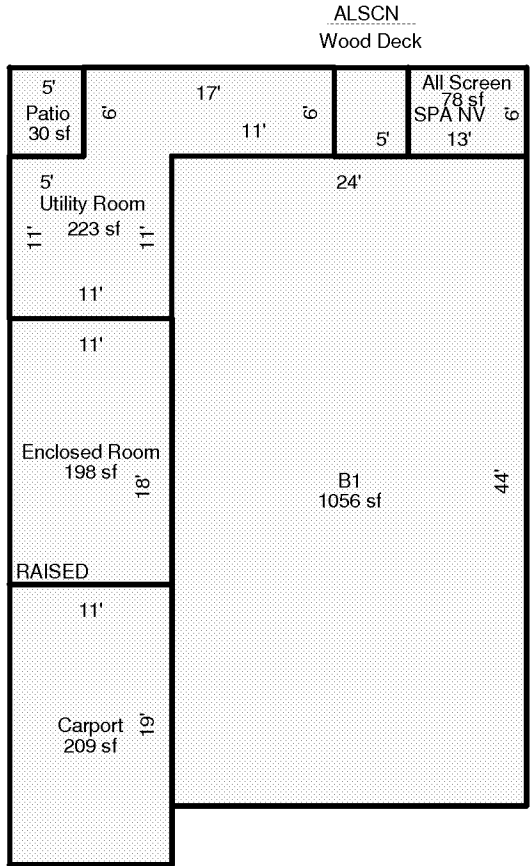 ALSCN
Wood Deck
5'
Patio
30 sf
6'
17'
11'
6'
5'
All Screen
78 sf
SPA NV
6'
13'
5'
Utility Room
223 sf
11'
11'
11'
24'
11'
Enclosed Room
198 sf
18'
RAISED
B1
1056 sf
44'
11'
Carport
209 sf
19'